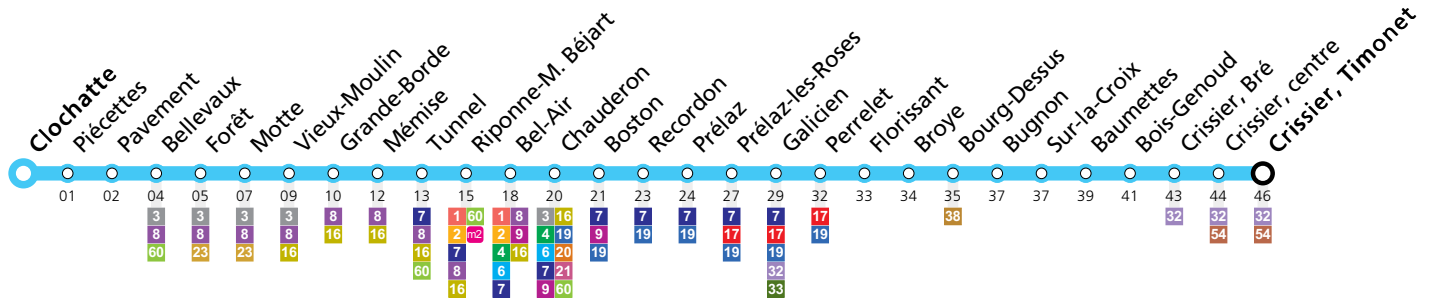 Clochatte
Piécettes
Pavement
Bellevaux
Forêt
Motte
Vieux-Moulin
Grande-Borde
Mémise
Tunnel
Riponne-M. Béjart
Bel-Air
Chauderon
Boston
Recordon
Prélaz
Prélaz-les-Roses
Galicien
Perrelet
Florissant
Broye
Bourg-Dessus
Bugnon
Sur-la-Croix
Baumettes
Bois-Genoud
Crissier, Bré
Crissier, centre
Crissier, Timonet
01 02 04 05 07 09 10 12 13 15 18 20 21 23 24 27 29 32 33 34 35 37 37 39 41 43 44 46
3 3 3 3 8 8 7 1 60 1 8 3 16 7 7 7 7 7 17 38 32 32 32
8 8 8 8 16 16 8 2 m2 2 9 4 19 9 19 19 17 17 19 54 54
60 23 23 16 16 7 4 16 6 20 19 19 19
60 8 6 7 21 32
16 7 9 60 33